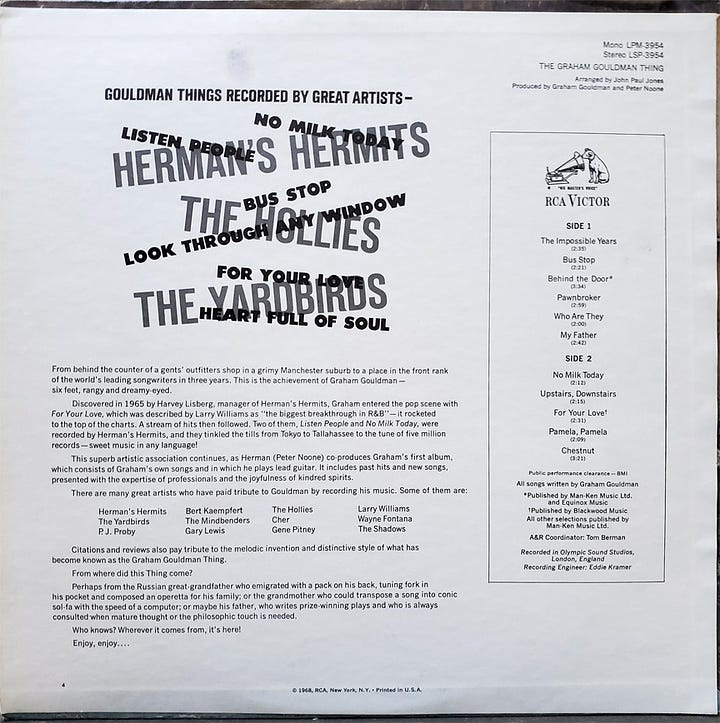 Mono LPM-3954
Stereo LSP-3954
THE GRAHAM GOULDMAN THING
Arranged by John Paul Jones
Produced by Graham Gouldman and Peter Noone
GOULDMAN THINGS RECORDED BY GREAT ARTISTS—
NO MILK TODAY
LISTEN PEOPLE
HERMAN'S HERMITS
BUS STOP
THE HOLLIES
LOOK THROUGH ANY WINDOW
FOR YOUR LOVE
THE YARDBIRDS
HEART FULL OF SOUL
From behind the counter of a gents' outfitters shop in a grimy Manchester suburb to a place in the front rank
of the world's leading songwriters in three years. This is the achievement of Graham Gouldman—
six feet, rangy and dreamy-eyed.
Discovered in 1965 by Harvey Lisberg, manager of Herman's Hermits, Graham entered the pop scene with
For Your Love, which was described by Larry Williams as "the biggest breakthrough in R&B"—it rocketed
to the top of the charts. A stream of hits then followed. Two of them, Listen People and No Milk Today, were
recorded by Herman's Hermits, and they tinkled the tills from Tokyo to Tallahassee to the tune of five million
records—sweet music in any language!
This superb artistic association continues, as Herman (Peter Noone) co-produces Graham's first album,
which consists of Graham's own songs and in which he plays lead guitar. It includes past hits and new songs,
presented with the expertise of professionals and the joyfulness of kindred spirits.
There are many great artists who have paid tribute to Gouldman by recording his music. Some of them are:
Herman's Hermits Bert Kaempfert The Hollies Larry Williams
The Yardbirds The Mindbenders Cher Wayne Fontana
P.J. Proby Gary Lewis Gene Pitney The Shadows
Citations and reviews also pay tribute to the melodic invention and distinctive style of what has
become known as the Graham Gouldman Thing.
From where did this Thing come?
Perhaps from the Russian great-grandfather who emigrated with a pack on his back, tuning fork in
his pocket and composed an operetta for his family; or the grandmother who could transpose a song into conic
sol-fa with the speed of a computer; or maybe his father, who writes prize-winning plays and who is always
consulted when mature thought or the philosophic touch is needed.
Who knows? Wherever it comes from, it's here!
Enjoy, enjoy....
"HIS MASTER'S VOICE"
RCA VICTOR
SIDE 1
The Impossible Years
(2:35)
Bus Stop
(2:21)
Behind the Door*
(3:34)
Pawnbroker
(2:59)
Who Are They
(2:00)
My Father
(2:42)
SIDE 2
No Milk Today
(2:12)
Upstairs, Downstairs
(2:15)
For Your Love†
(2:31)
Pamela, Pamela
(2:09)
Chestnut
(3:21)
Public performance clearance—BMI
All songs written by Graham Gouldman
*Published by Man-Ken Music Ltd.
and Equinox Music
†Published by Blackwood Music
All other selections published by
Man-Ken Music Ltd.
A&R Coordinator: Tom Berman
Recorded in Olympic Sound Studios,
London, England
Recording Engineer: Eddie Kramer
4
© 1968, RCA, New York, N.Y. • Printed in U.S.A.